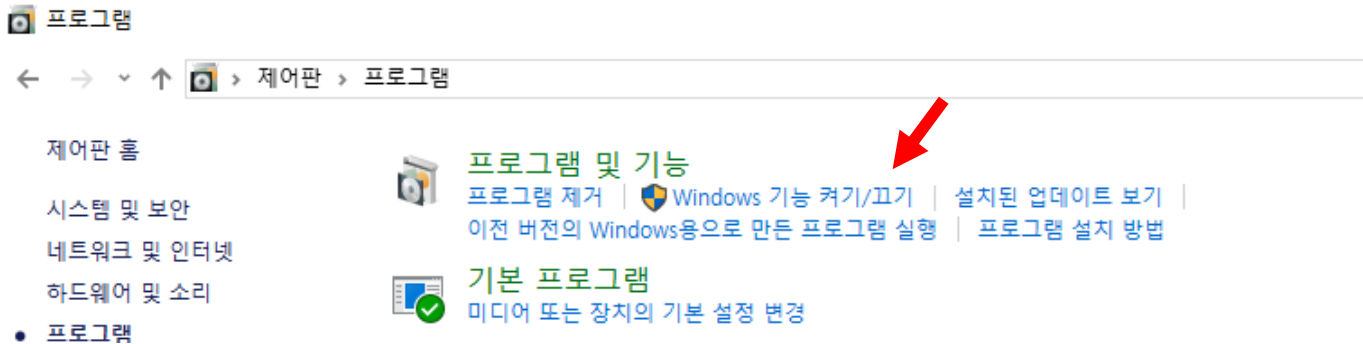 프로그램
제어판 › 프로그램
제어판 홈
시스템 및 보안
네트워크 및 인터넷
하드웨어 및 소리
프로그램
프로그램 및 기능
프로그램 제거 | Windows 기능 켜기/끄기 | 설치된 업데이트 보기 |
이전 버전의 Windows용으로 만든 프로그램 실행 | 프로그램 설치 방법
기본 프로그램
미디어 또는 장치의 기본 설정 변경